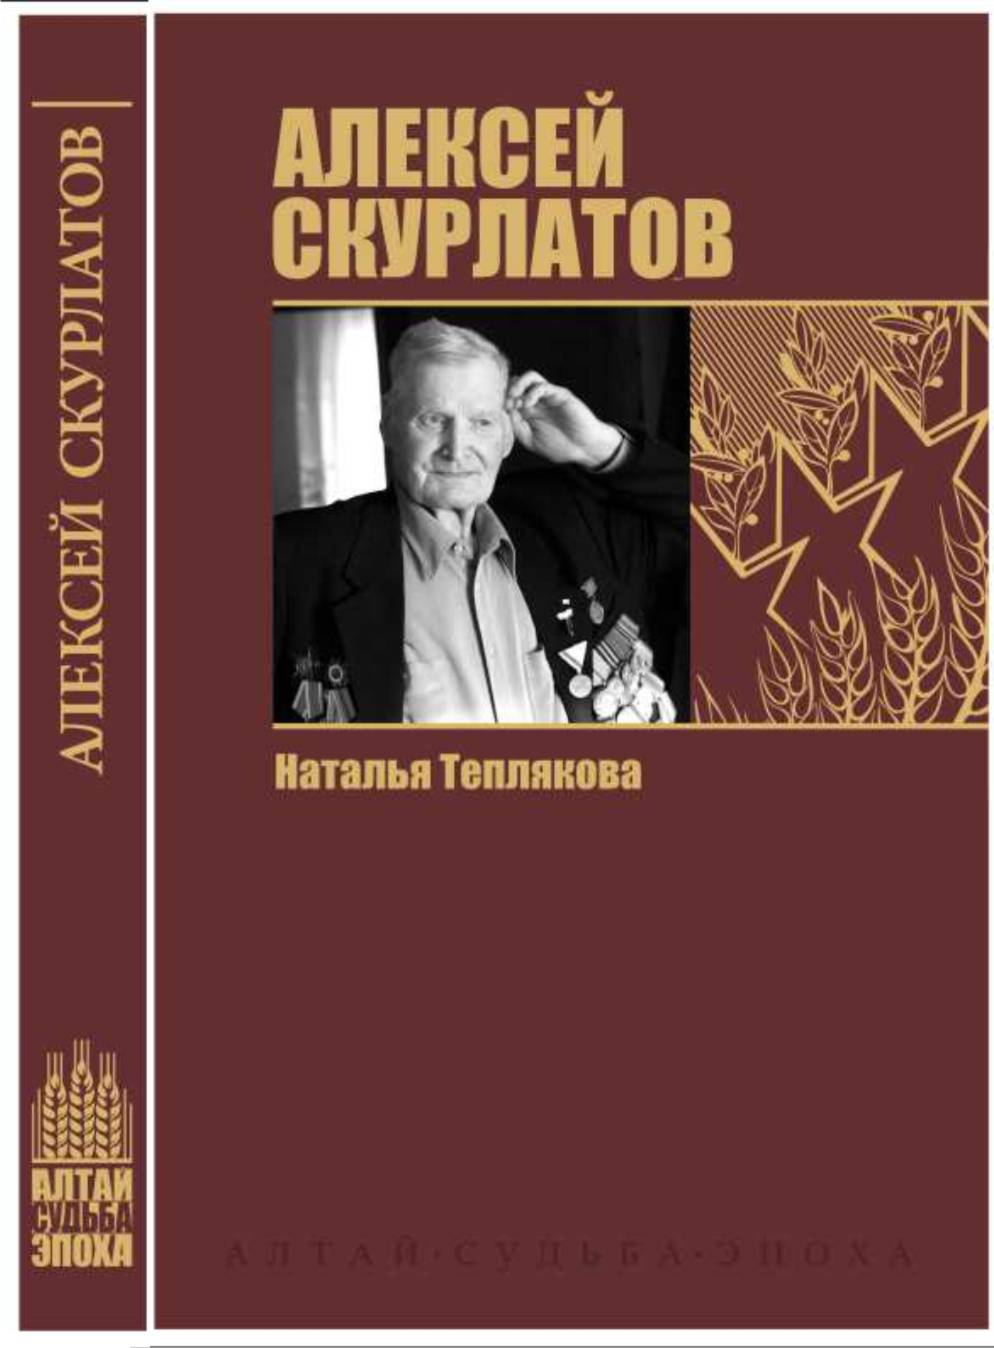 АЛЕКСЕЙ СКУРЛАТОВ
АЛТАЙ
СУДЬБА
ЭПОХА
АЛЕКСЕЙ
СКУРЛАТОВ
Наталья Теплякова
АЛТАЙ·СУДЬБА·ЭПОХА